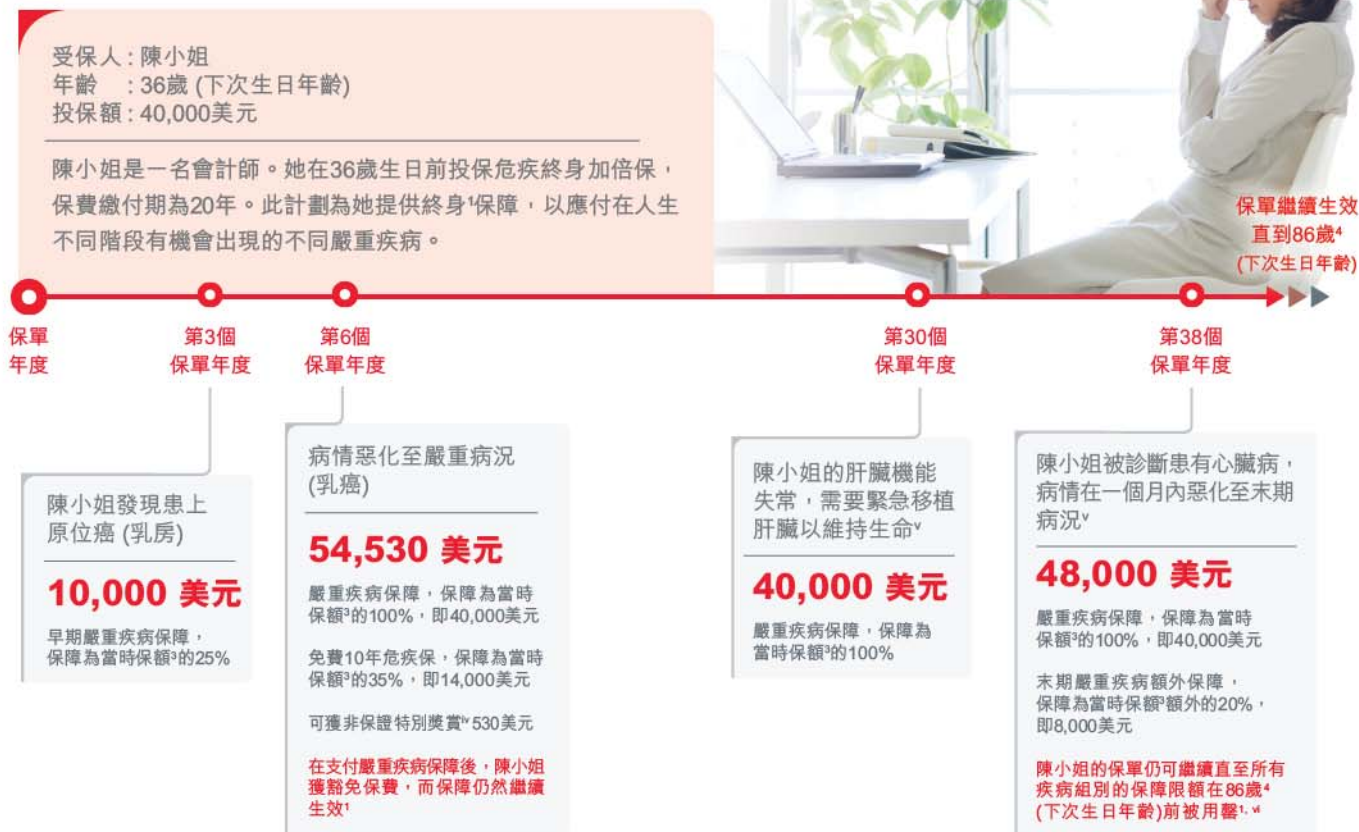 受保人 : 陳小姐
年齡 : 36歲 (下次生日年齡)
投保額 : 40,000美元
陳小姐是一名會計師。她在36歲生日前投保危疾終身加倍保，
保費繳付期為20年。此計劃為她提供終身¹保障，以應付在人生
不同階段有機會出現的不同嚴重疾病。
保單繼續生效
直到86歲⁴
(下次生日年齡)
保單
年度
第3個
保單年度
第6個
保單年度
第30個
保單年度
第38個
保單年度
陳小姐發現患上
原位癌 (乳房)
10,000 美元
早期嚴重疾病保障，
保障為當時保額³的25%
病情惡化至嚴重病況
(乳癌)
54,530 美元
嚴重疾病保障，保障為當時
保額³的100%，即40,000美元
免費10年危疾保，保障為當時
保額³的35%，即14,000美元
可獲非保證特別獎賞ⁱᵛ 530美元
在支付嚴重疾病保障後，陳小姐
獲豁免保費，而保障仍然繼續
生效¹
陳小姐的肝臟機能
失常，需要緊急移植
肝臟以維持生命ᵛ
40,000 美元
嚴重疾病保障，保障為
當時保額³的100%
陳小姐被診斷患有心臟病，
病情在一個月內惡化至末期
病況ᵛ
48,000 美元
嚴重疾病保障，保障為當時
保額³的100%，即40,000美元
末期嚴重疾病額外保障，
保障為當時保額³額外的20%，
即8,000美元
陳小姐的保單仍可繼續直至所有
疾病組別的保障限額在86歲⁴
(下次生日年齡)前被用罄¹˒ ᵛⁱ